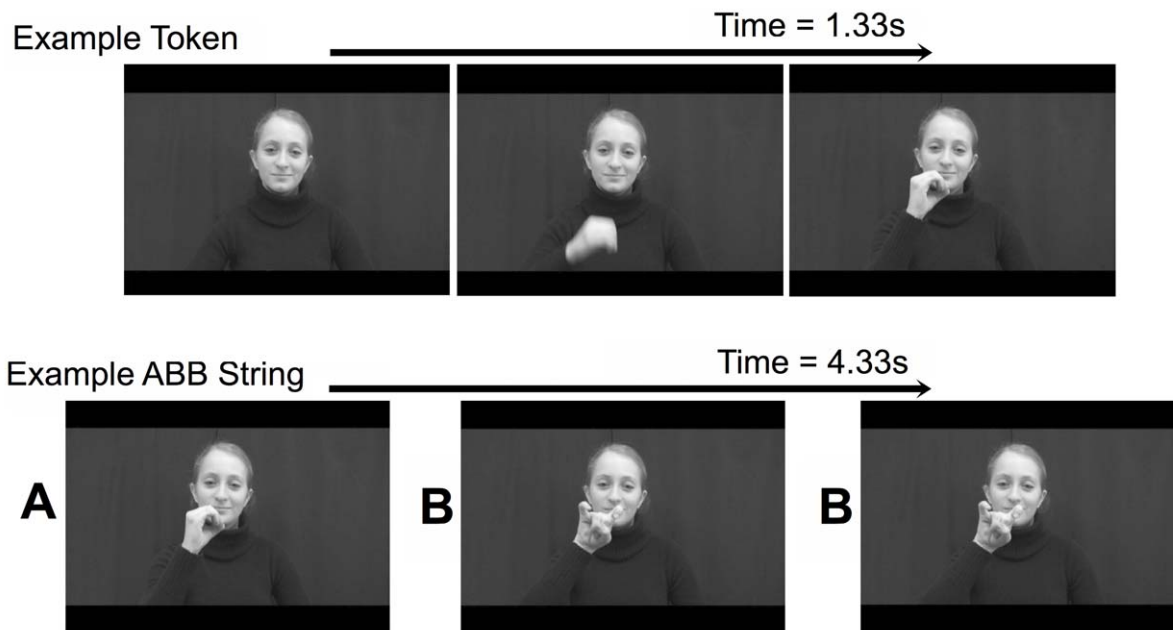 Example Token
Time = 1.33s
Example ABB String
Time = 4.33s
A
B
B